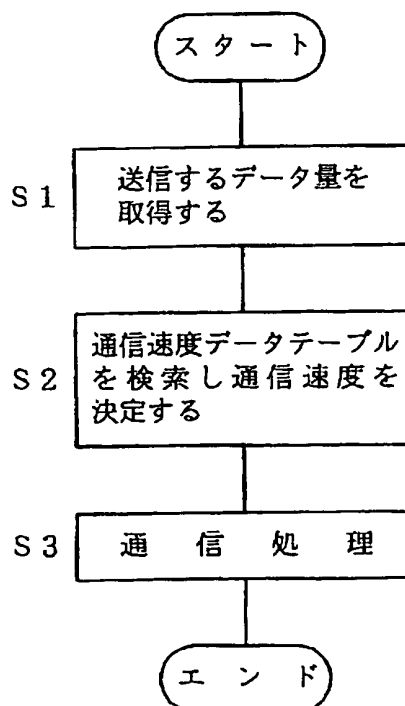 スタート
S1
送信するデータ量を
取得する
S2
通信速度データテーブル
を検索し通信速度を
決定する
S3
通信処理
エンド